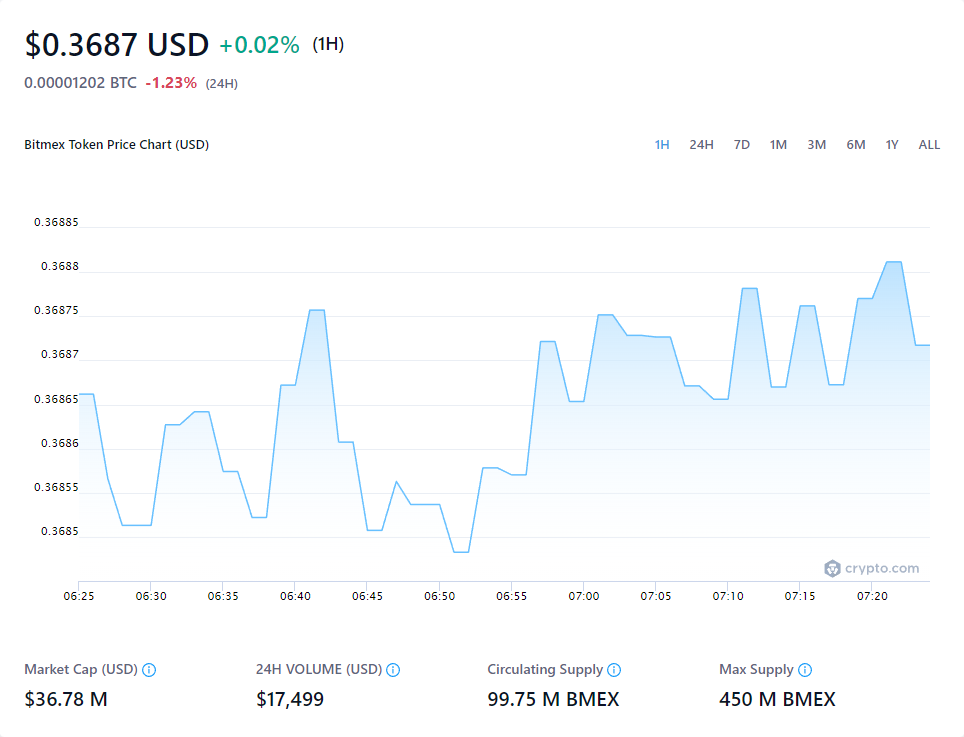 $0.3687 USD +0.02% (1H)
0.00001202 BTC -1.23% (24H)
Bitmex Token Price Chart (USD) 1H 24H 7D 1M 3M 6M 1Y ALL
0.36885
0.3688
0.36875
0.3687
0.36865
0.3686
0.36855
0.3685
crypto.com
06:25 06:30 06:35 06:40 06:45 06:50 06:55 07:00 07:05 07:10 07:15 07:20
Market Cap (USD) 24H VOLUME (USD) Circulating Supply Max Supply
$36.78 M $17,499 99.75 M BMEX 450 M BMEX